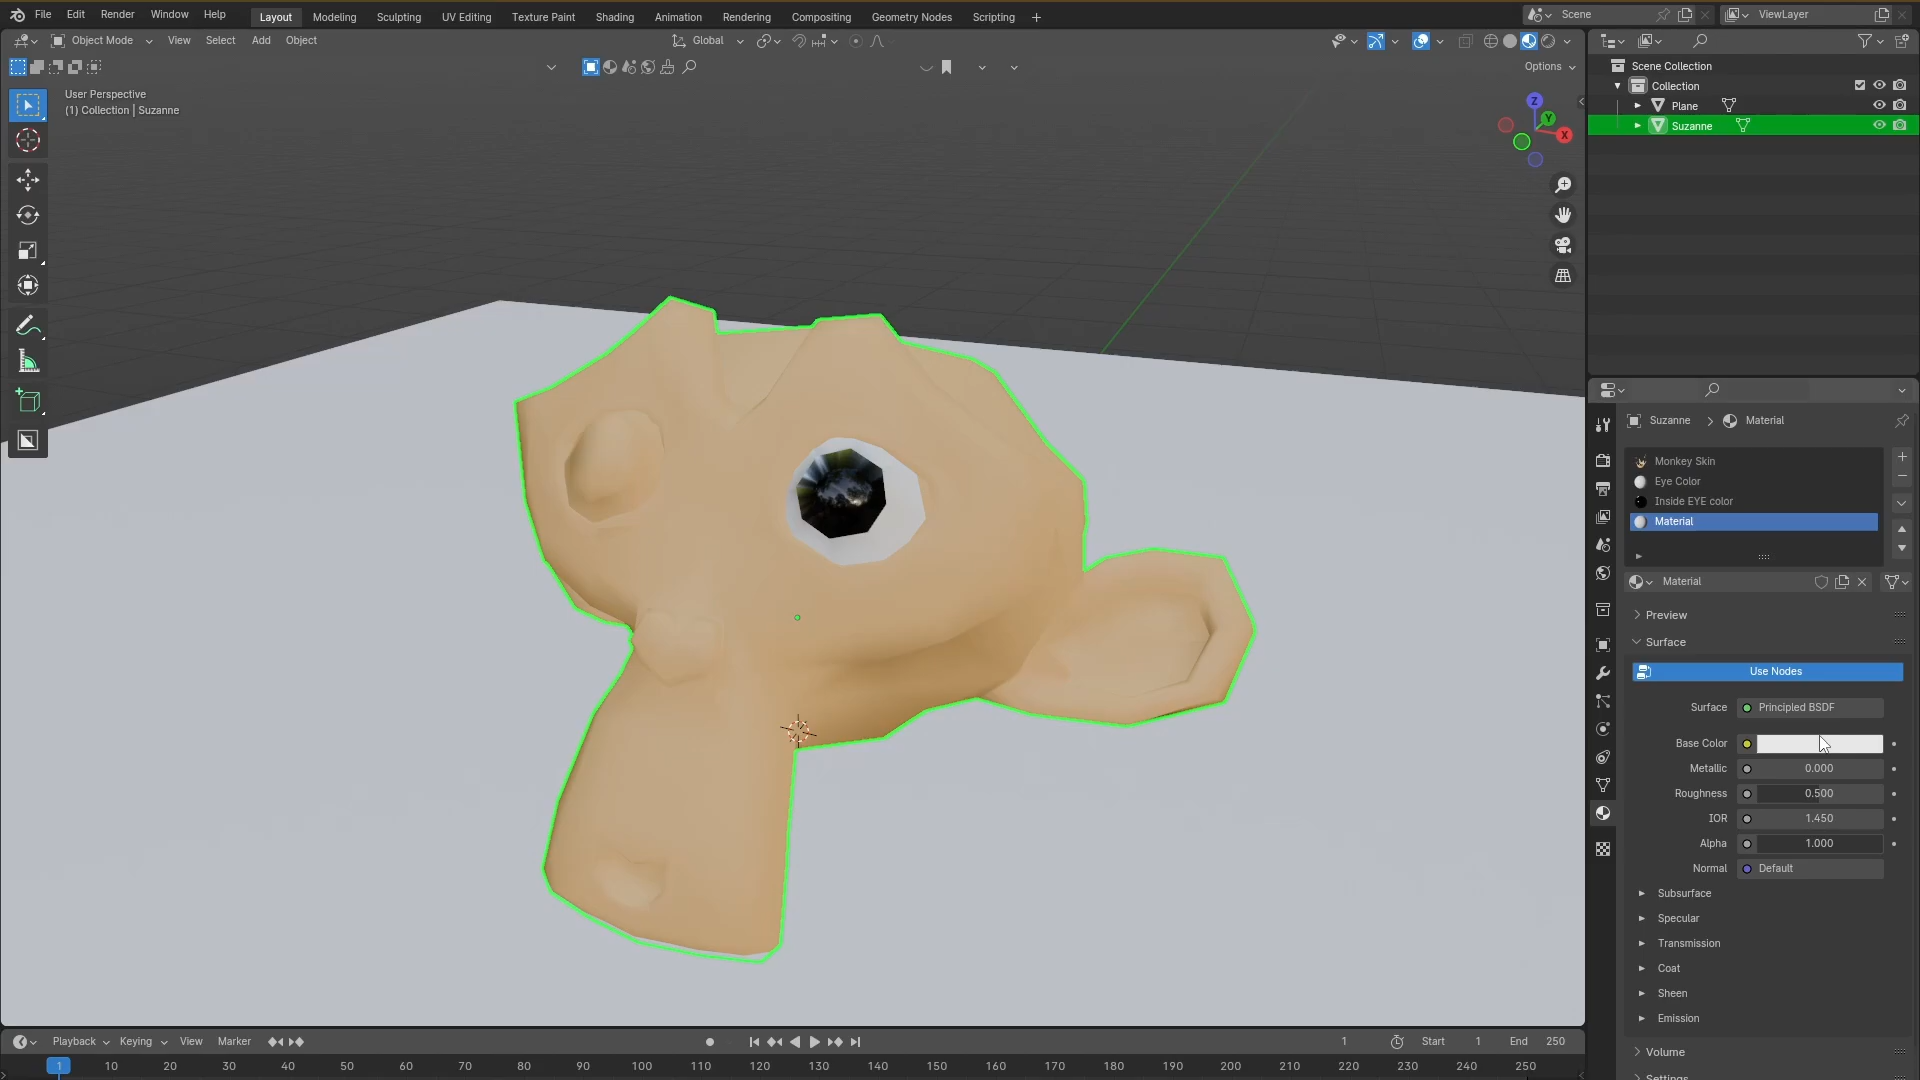 File Edit Render Window Help Layout Modeling Sculpting UV Editing Texture Paint Shading Animation Rendering Compositing Geometry Nodes Scripting + Scene ViewLayer
Object Mode View Select Add Object Global
Options
User Perspective
(1) Collection | Suzanne
Z
Y
X
Scene Collection
Collection
Plane
Suzanne
Suzanne > Material
Monkey Skin
Eye Color
Inside EYE color
Material
Material
Preview
Surface
Use Nodes
Surface Principled BSDF
Base Color
Metallic 0.000
Roughness 0.500
IOR 1.450
Alpha 1.000
Normal Default
Subsurface
Specular
Transmission
Coat
Sheen
Emission
Volume
Settings
Playback Keying View Marker 1 Start 1 End 250
1 10 20 30 40 50 60 70 80 90 100 110 120 130 140 150 160 170 180 190 200 210 220 230 240 250